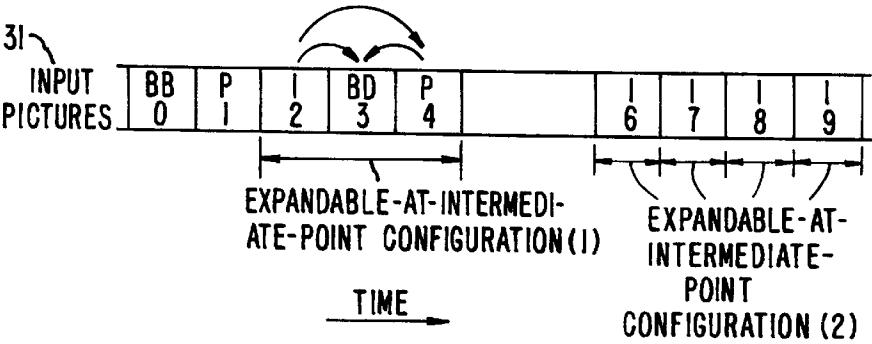 31
INPUT PICTURES
BB 0
P 1
I 2
BD 3
P 4
I 6
I 7
I 8
I 9
EXPANDABLE-AT-INTERMEDI-
ATE-POINT CONFIGURATION(1)
EXPANDABLE-AT-
INTERMEDIATE-
POINT
CONFIGURATION (2)
TIME